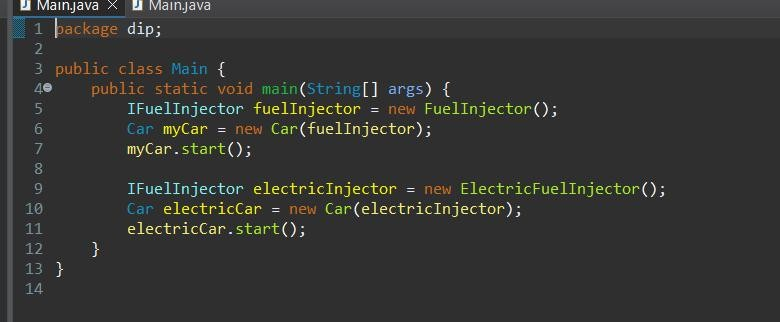 Main.java × Main.java
1 package dip;
2
3 public class Main {
4 public static void main(String[] args) {
5 IFuelInjector fuelInjector = new FuelInjector();
6 Car myCar = new Car(fuelInjector);
7 myCar.start();
8
9 IFuelInjector electricInjector = new ElectricFuelInjector();
10 Car electricCar = new Car(electricInjector);
11 electricCar.start();
12 }
13 }
14